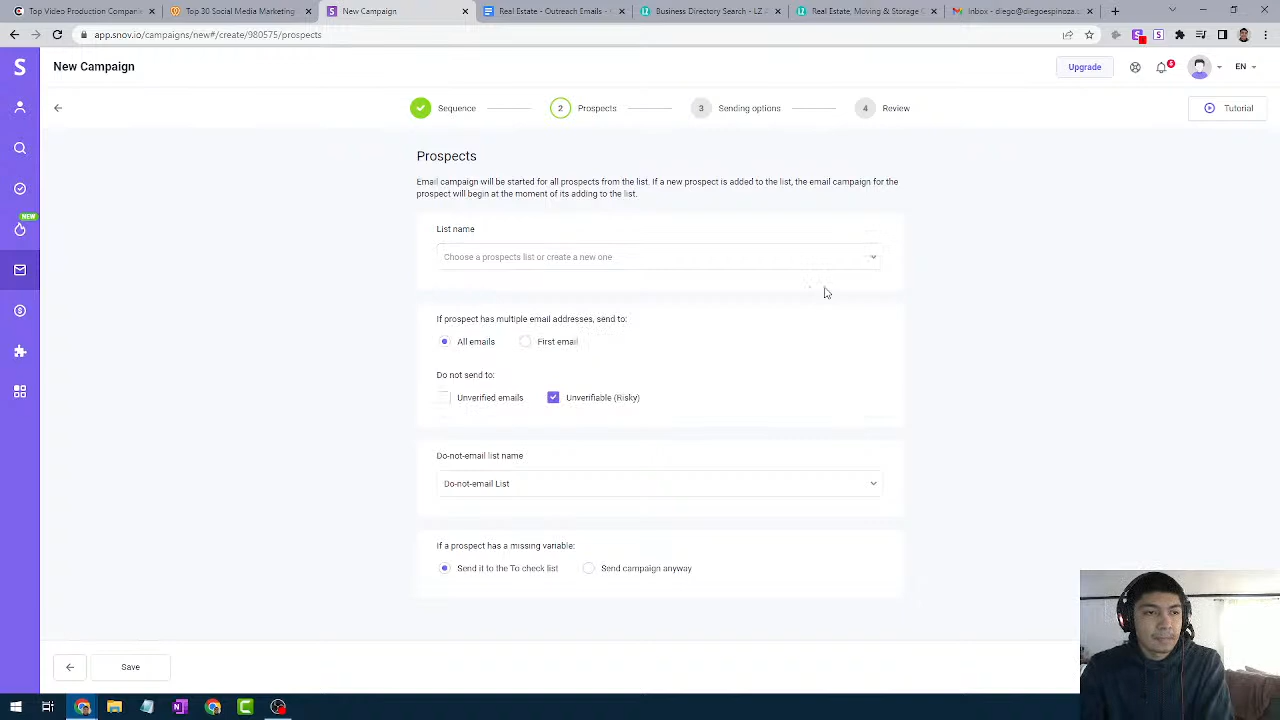 Top Video Production Compan
Top 30 Social Media Marketing
New Campaign
Real Estate - Outreach Emails -
Business Directory Search - LZ
Real Estate, Moving & Storage
Inbox - diego@diegoespinoza.
app.snov.io/campaigns/new#/create/980575/prospects
S
New Campaign
Upgrade
6
EN
Sequence
2
Prospects
3
Sending options
4
Review
Tutorial
NEW
Prospects
Email campaign will be started for all prospects from the list. If a new prospect is added to the list, the email campaign for the
prospect will begin at the moment of its adding to the list.
List name
Choose a prospects list or create a new one
If prospect has multiple email addresses, send to:
All emails
First email
Do not send to:
Unverified emails
Unverifiable (Risky)
Do-not-email list name
Do-not-email List
If a prospect has a missing variable:
Send it to the To check list
Send campaign anyway
Save